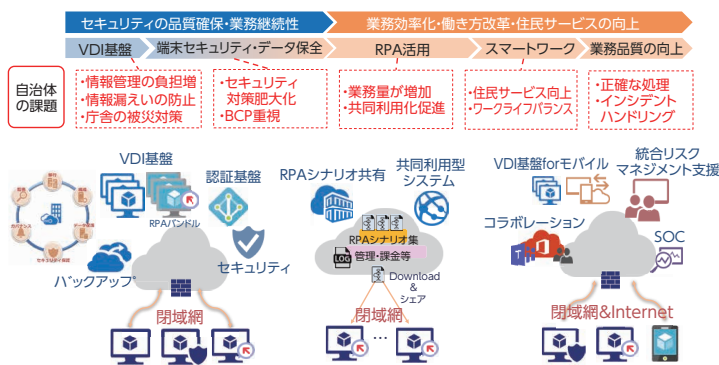 セキュリティの品質確保・業務継続性
業務効率化・働き方改革・住民サービスの向上
VDI基盤
端末セキュリティ・データ保全
RPA活用
スマートワーク
業務品質の向上
自治体
の課題
・情報管理の負担増
・情報漏えいの防止
・庁舎の被災対策
・セキュリティ
対策肥大化
・BCP重視
・業務量が増加
・共同利用化促進
・住民サービス向上
・ワークライフバランス
・正確な処理
・インシデント
ハンドリング
VDI基盤
認証基盤
RPAバンドル
バックアップ
セキュリティ
閉域網
RPAシナリオ共有
共同利用型
システム
RPAシナリオ集
LOG
管理・課金等
Download
&
シェア
閉域網
…
VDI基盤forモバイル
統合リスク
マネジメント支援
コラボレーション
SOC
閉域網&Internet